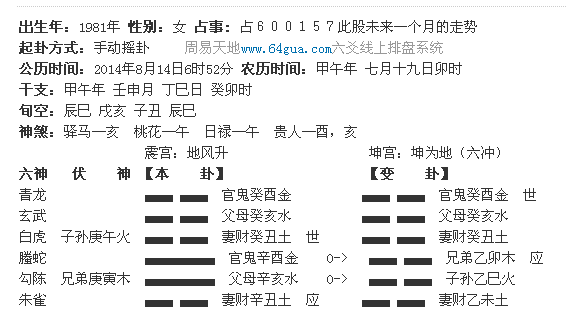 出生年：1981年 性别：女 占事：占６００１５７此股未来一个月的走势
起卦方式：手动摇卦 周易天地www.64gua.com六爻线上排盘系统
公历时间：2014年8月14日6时52分 农历时间：甲午年 七月十九日卯时
干支：甲午年 壬申月 丁巳日 癸卯时
旬空：辰巳 戌亥 子丑 辰巳
神煞：驿马—亥 桃花—午 日禄—午 贵人—酉，亥
震宫：地风升 坤宫：坤为地（六冲）
六神 伏 神 【本 卦】 【变 卦】
青龙 官鬼癸酉金 官鬼癸酉金 世
玄武 父母癸亥水 父母癸亥水
白虎 子孙庚午火 妻财癸丑土 世 妻财癸丑土
螣蛇 官鬼辛酉金 O-> 兄弟乙卯木 应
勾陈 兄弟庚寅木 父母辛亥水 O-> 子孙乙巳火
朱雀 妻财辛丑土 应 妻财乙未土